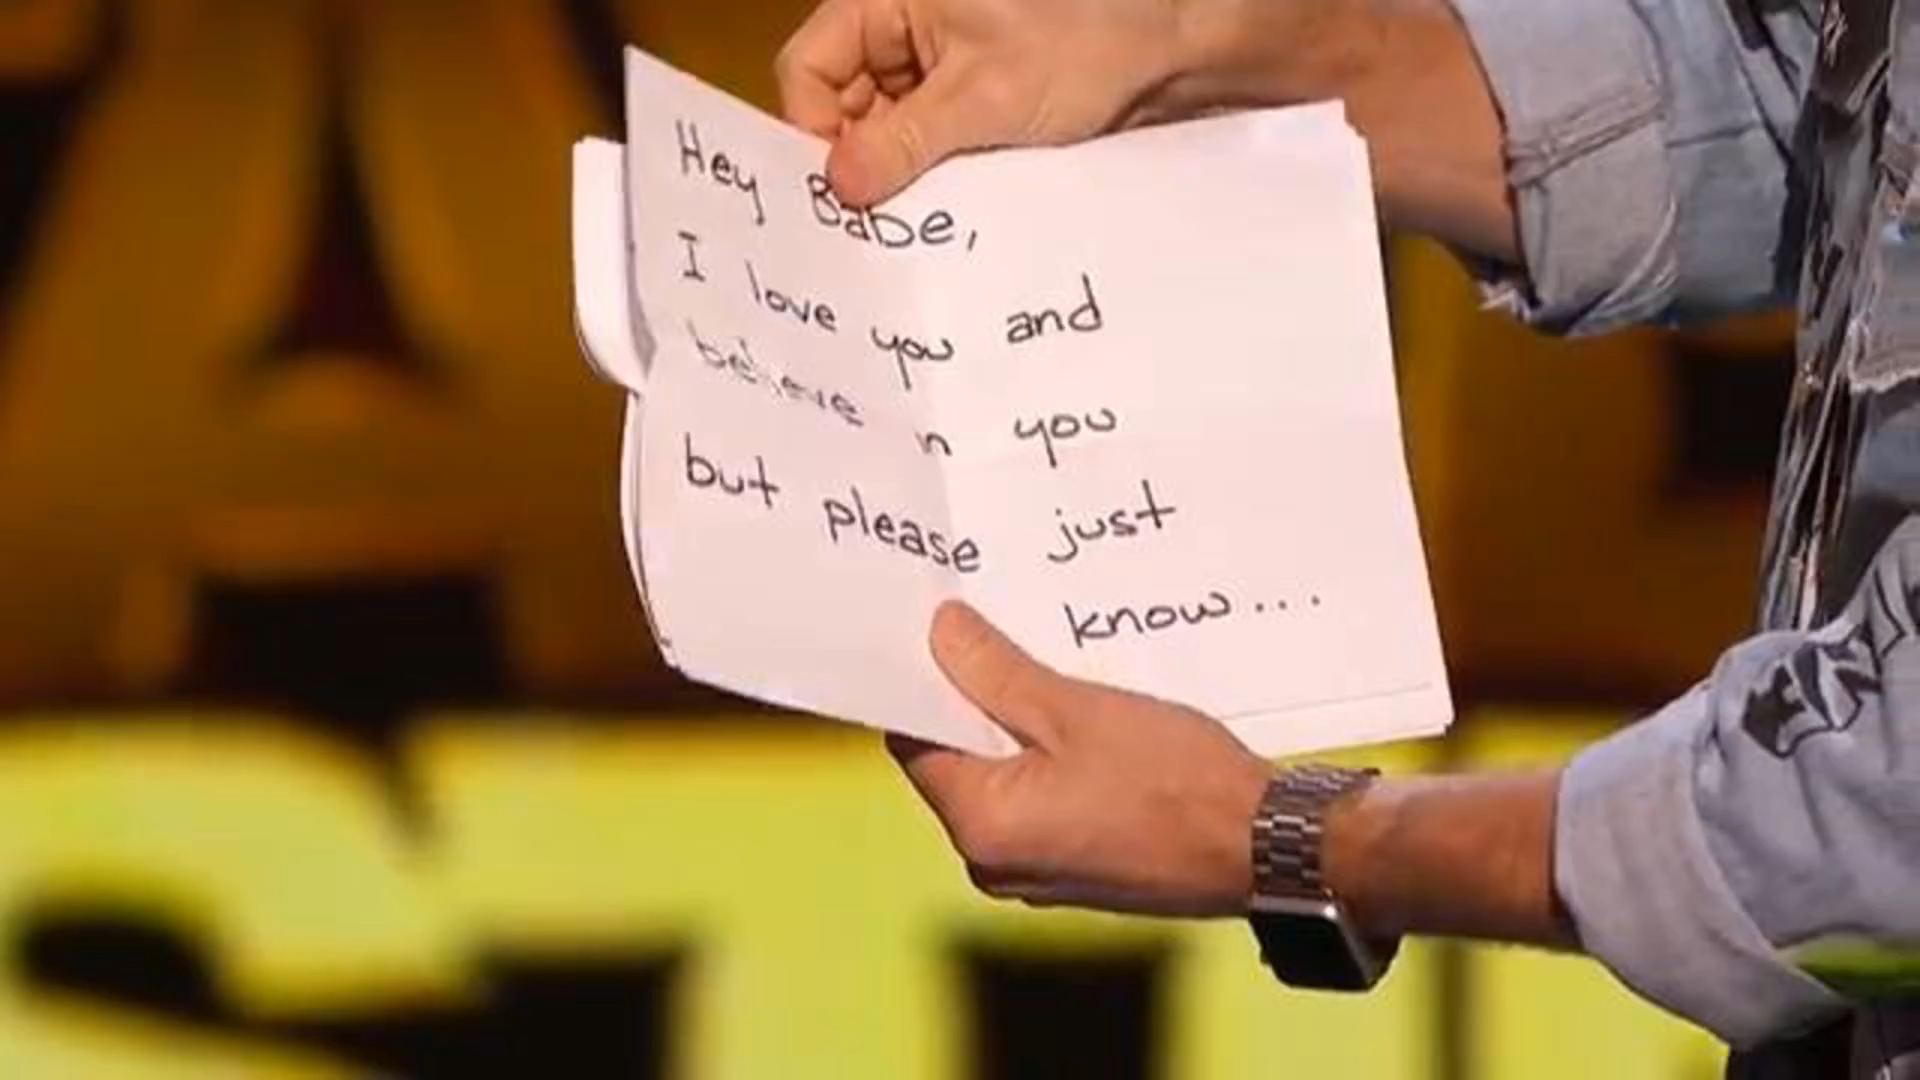 Hey Babe,
I love you and
believe in you
but please just
know...